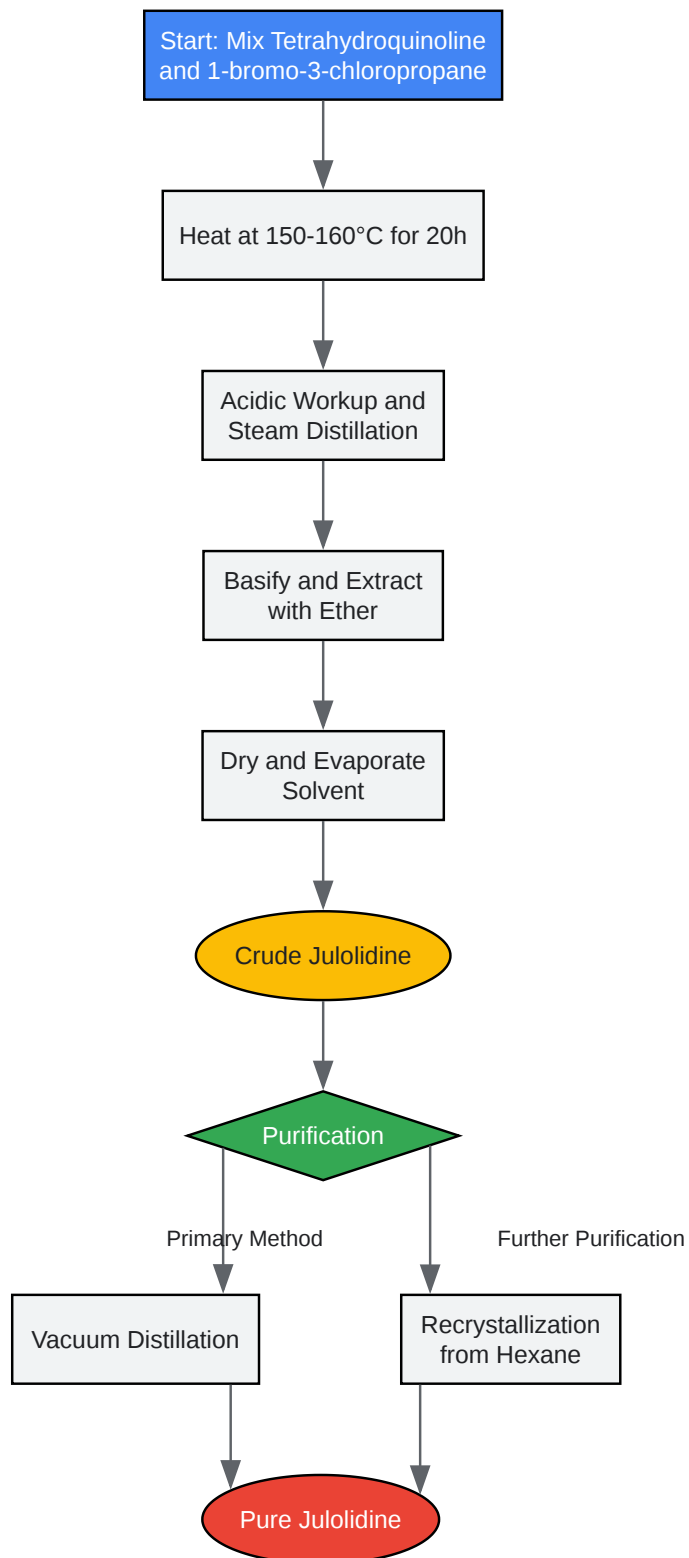 Start: Mix Tetrahydroquinoline
and 1-bromo-3-chloropropane
Heat at 150-160°C for 20h
Acidic Workup and
Steam Distillation
Basify and Extract
with Ether
Dry and Evaporate
Solvent
Crude Julolidine
Purification
Primary Method
Further Purification
Vacuum Distillation
Recrystallization
from Hexane
Pure Julolidine